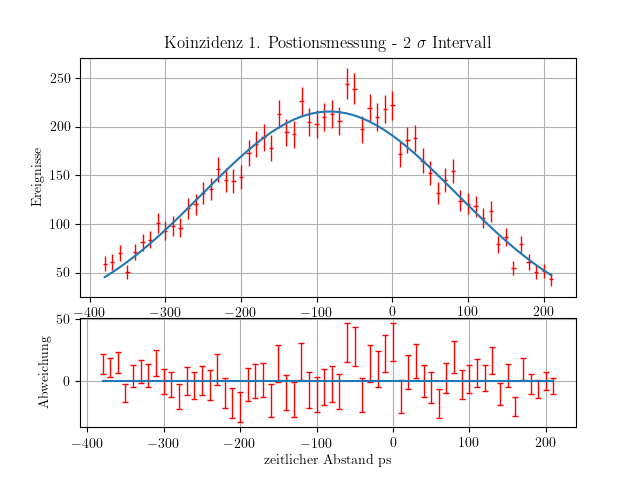 Koinzidenz 1. Postionsmessung - 2 σ Intervall
250
200
150
100
50
Ereignisse
−400 −300 −200 −100 0 100 200
50
0
Abweichung
−400 −300 −200 −100 0 100 200
zeitlicher Abstand ps